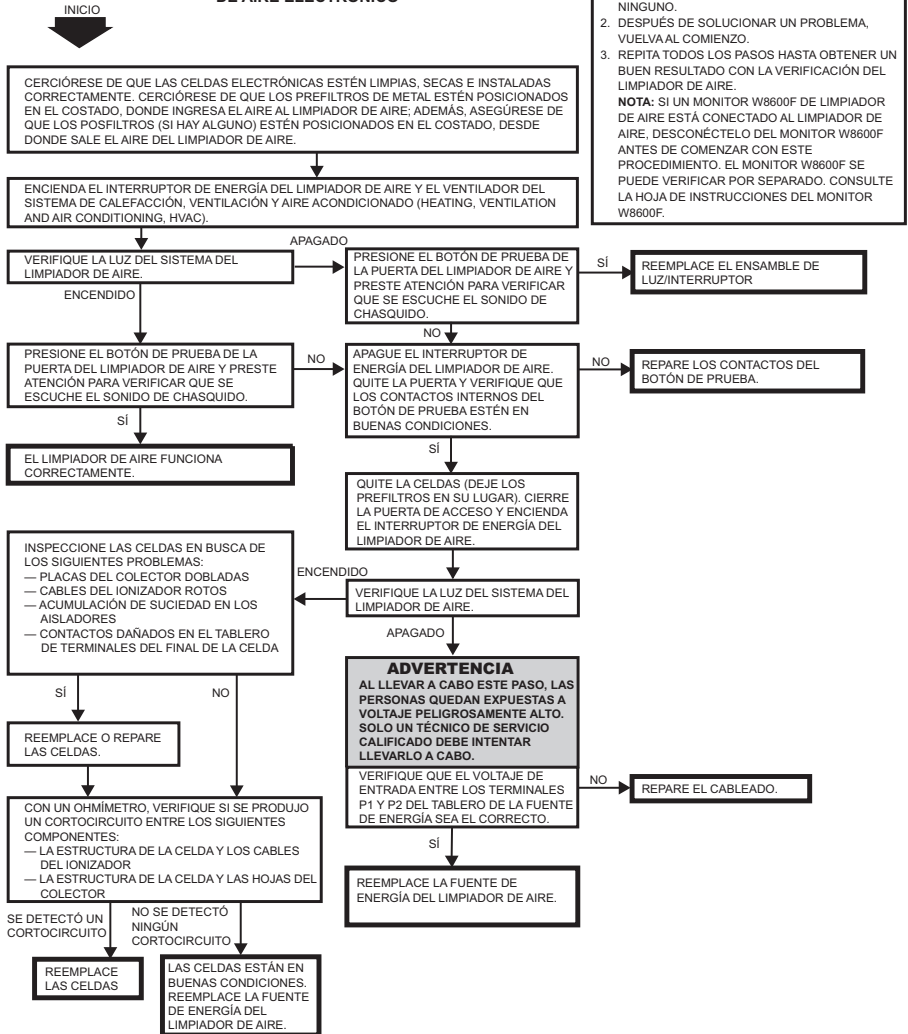 DE AIRE ELECTRÓNICO
INICIO
NINGUNO.
2. DESPUÉS DE SOLUCIONAR UN PROBLEMA,
VUELVA AL COMIENZO.
3. REPITA TODOS LOS PASOS HASTA OBTENER UN
BUEN RESULTADO CON LA VERIFICACIÓN DEL
LIMPIADOR DE AIRE.
NOTA: SI UN MONITOR W8600F DE LIMPIADOR
DE AIRE ESTÁ CONECTADO AL LIMPIADOR DE
AIRE, DESCONÉCTELO DEL MONITOR W8600F
ANTES DE COMENZAR CON ESTE
PROCEDIMIENTO. EL MONITOR W8600F SE
PUEDE VERIFICAR POR SEPARADO. CONSULTE
LA HOJA DE INSTRUCCIONES DEL MONITOR
W8600F.
CERCIÓRESE DE QUE LAS CELDAS ELECTRÓNICAS ESTÉN LIMPIAS, SECAS E INSTALADAS
CORRECTAMENTE. CERCIÓRESE DE QUE LOS PREFILTROS DE METAL ESTÉN POSICIONADOS
EN EL COSTADO, DONDE INGRESA EL AIRE AL LIMPIADOR DE AIRE; ADEMÁS, ASEGÚRESE DE
QUE LOS POSFILTROS (SI HAY ALGUNO) ESTÉN POSICIONADOS EN EL COSTADO, DESDE
DONDE SALE EL AIRE DEL LIMPIADOR DE AIRE.
ENCIENDA EL INTERRUPTOR DE ENERGÍA DEL LIMPIADOR DE AIRE Y EL VENTILADOR DEL
SISTEMA DE CALEFACCIÓN, VENTILACIÓN Y AIRE ACONDICIONADO (HEATING, VENTILATION
AND AIR CONDITIONING, HVAC).
VERIFIQUE LA LUZ DEL SISTEMA DEL
LIMPIADOR DE AIRE.
APAGADO
PRESIONE EL BOTÓN DE PRUEBA DE
LA PUERTA DEL LIMPIADOR DE AIRE Y
PRESTE ATENCIÓN PARA VERIFICAR
QUE SE ESCUCHE EL SONIDO DE
CHASQUIDO.
SÍ
REEMPLACE EL ENSAMBLE DE
LUZ/INTERRUPTOR
ENCENDIDO
NO
PRESIONE EL BOTÓN DE PRUEBA DE LA
PUERTA DEL LIMPIADOR DE AIRE Y PRESTE
ATENCIÓN PARA VERIFICAR QUE SE
ESCUCHE EL SONIDO DE CHASQUIDO.
NO
APAGUE EL INTERRUPTOR DE
ENERGÍA DEL LIMPIADOR DE AIRE.
QUITE LA PUERTA Y VERIFIQUE QUE
LOS CONTACTOS INTERNOS DEL
BOTÓN DE PRUEBA ESTÉN EN
BUENAS CONDICIONES.
NO
REPARE LOS CONTACTOS DEL
BOTÓN DE PRUEBA.
SÍ
EL LIMPIADOR DE AIRE FUNCIONA
CORRECTAMENTE.
SÍ
QUITE LA CELDAS (DEJE LOS
PREFILTROS EN SU LUGAR). CIERRE
LA PUERTA DE ACCESO Y ENCIENDA
EL INTERRUPTOR DE ENERGÍA DEL
LIMPIADOR DE AIRE.
INSPECCIONE LAS CELDAS EN BUSCA DE
LOS SIGUIENTES PROBLEMAS:
— PLACAS DEL COLECTOR DOBLADAS
— CABLES DEL IONIZADOR ROTOS
— ACUMULACIÓN DE SUCIEDAD EN LOS
AISLADORES
— CONTACTOS DAÑADOS EN EL TABLERO
DE TERMINALES DEL FINAL DE LA CELDA
ENCENDIDO
VERIFIQUE LA LUZ DEL SISTEMA DEL
LIMPIADOR DE AIRE.
APAGADO
ADVERTENCIA
AL LLEVAR A CABO ESTE PASO, LAS
PERSONAS QUEDAN EXPUESTAS A
VOLTAJE PELIGROSAMENTE ALTO.
SOLO UN TÉCNICO DE SERVICIO
CALIFICADO DEBE INTENTAR
LLEVARLO A CABO.
VERIFIQUE QUE EL VOLTAJE DE
ENTRADA ENTRE LOS TERMINALES
P1 Y P2 DEL TABLERO DE LA FUENTE
DE ENERGÍA SEA EL CORRECTO.
NO
REPARE EL CABLEADO.
SÍ
REEMPLACE LA FUENTE DE
ENERGÍA DEL LIMPIADOR DE AIRE.
SÍ
NO
REEMPLACE O REPARE
LAS CELDAS.
CON UN OHMÍMETRO, VERIFIQUE SI SE PRODUJO
UN CORTOCIRCUITO ENTRE LOS SIGUIENTES
COMPONENTES:
— LA ESTRUCTURA DE LA CELDA Y LOS CABLES
DEL IONIZADOR
— LA ESTRUCTURA DE LA CELDA Y LAS HOJAS DEL
COLECTOR
SE DETECTÓ UN
CORTOCIRCUITO
NO SE DETECTÓ
NINGÚN
CORTOCIRCUITO
REEMPLACE
LAS CELDAS
LAS CELDAS ESTÁN EN
BUENAS CONDICIONES.
REEMPLACE LA FUENTE
DE ENERGÍA DEL
LIMPIADOR DE AIRE.